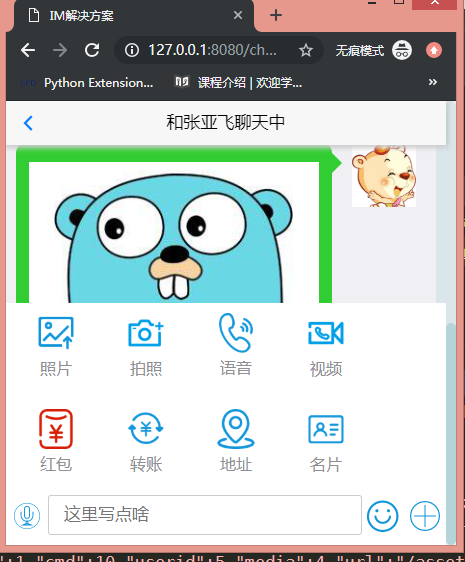 IM解决方案
127.0.0.1:8080/ch...
无痕模式
Python Extension...
课程介绍 | 欢迎学...
和张亚飞聊天中
照片
拍照
语音
视频
红包
转账
地址
名片
这里写点啥
":1,"cmd":10,"userid":5,"media":4,"url":"/asset